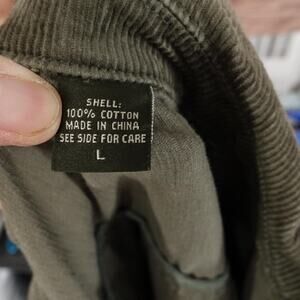 SHELL:
100% COTTON
MADE IN CHINA
SEE SIDE FOR CARE
L